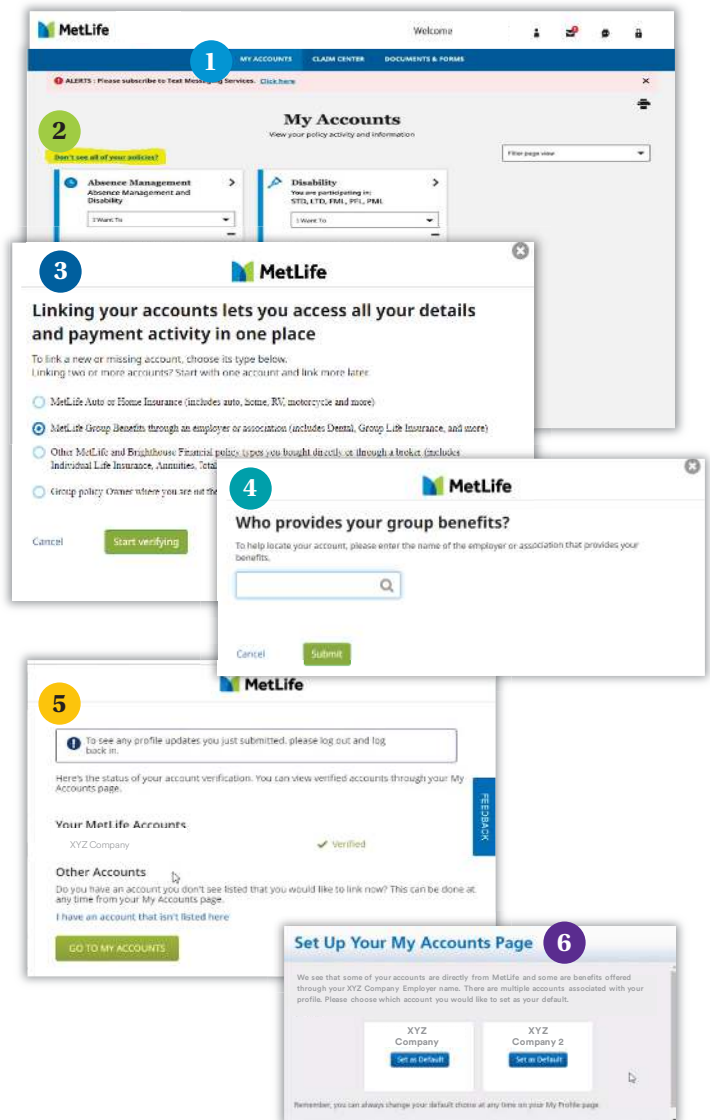 MetLife
Welcome
1
MY ACCOUNTS CLAIM CENTER DOCUMENTS & FORMS
ALERTS : Please subscribe to Text Messaging Services. Click here
My Accounts
View your policy activity and information
2
Don't see all of your policies?
Filter page view
Absence Management
Absence Management and
Disability
I Want To
Disability
You are participating in:
STD, LTD, FML, PFL, PML
I Want To
3
MetLife
Linking your accounts lets you access all your details
and payment activity in one place
To link a new or missing account, choose its type below.
Linking two or more accounts? Start with one account and link more later.
MetLife Auto or Home Insurance (includes auto, home, RV, motorcycle and more)
MetLife Group Benefits through an employer or association (includes Dental, Group Life Insurance, and more)
Other MetLife and Brighthouse Financial policy types you bought directly or through a broker (includes
Individual Life Insurance, Annuities, Total
Group policy Owner where you are not the
Cancel
Start verifying
4
MetLife
Who provides your group benefits?
To help locate your account, please enter the name of the employer or association that provides your
benefits.
Cancel
Submit
MetLife
5
To see any profile updates you just submitted, please log out and log
back in.
Here's the status of your account verification. You can view verified accounts through your My
Accounts page.
FEEDBACK
Your MetLife Accounts
XYZ Company
Verified
Other Accounts
Do you have an account you don't see listed that you would like to link now? This can be done at
any time from your My Accounts page.
I have an account that isn't listed here
GO TO MY ACCOUNTS
Set Up Your My Accounts Page
6
We see that some of your accounts are directly from MetLife and some are benefits offered
through your XYZ Company Employer name. There are multiple accounts associated with your
profile. Please choose which account you would like to set as your default.
XYZ
Company
Set as Default
XYZ
Company 2
Set as Default
Remember, you can always change your default choice at any time on your My Profile page